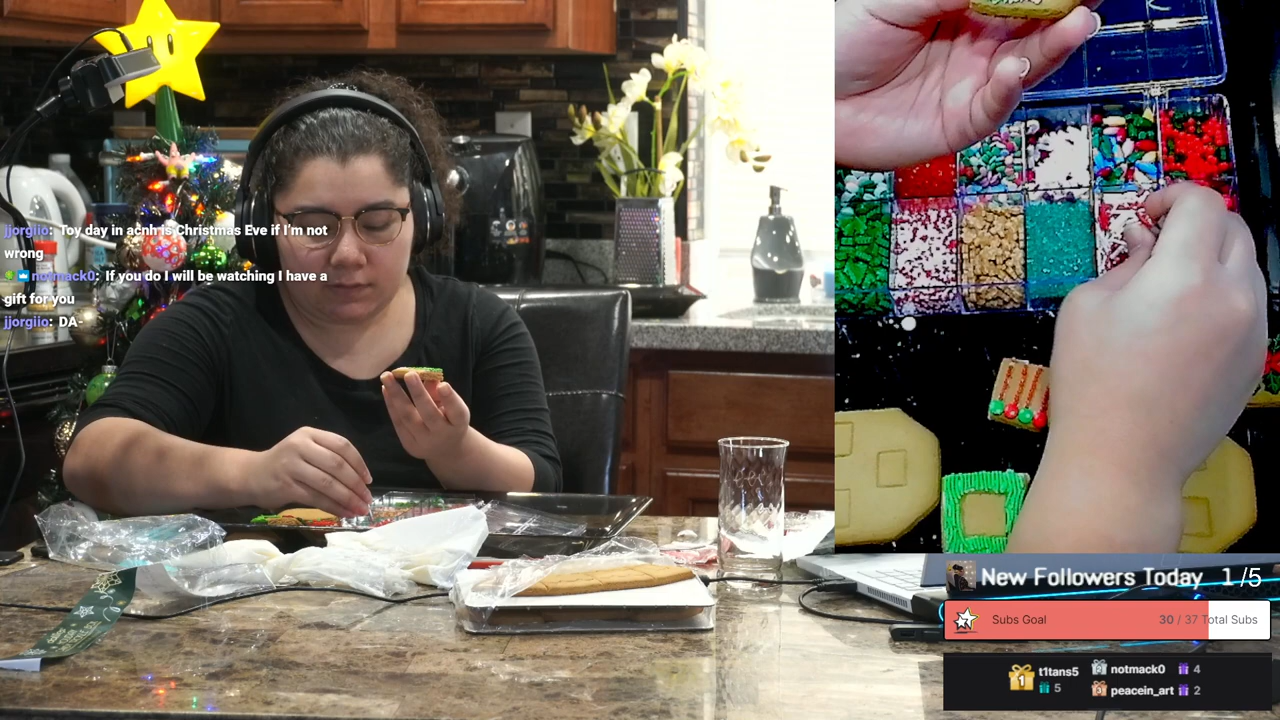 jjorgiio: Toy day in acnh is Christmas Eve if I'm not
wrong
notmack0: If you do I will be watching I have a
gift for you
jjorgiio: DA-
New Followers Today 1 /5
Subs Goal 30 / 37 Total Subs
1 t1tans5 5
notmack0 4
peacein_art 2